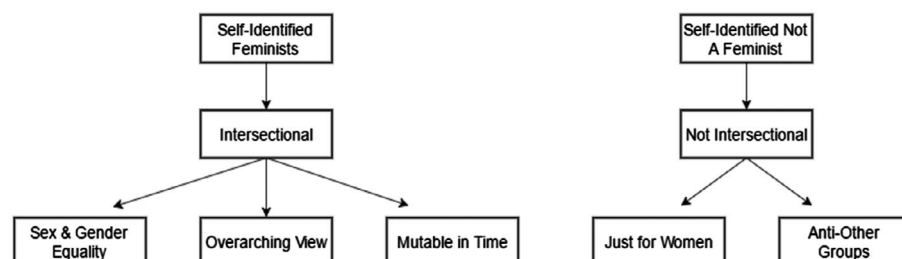 Self-Identified
Feminists
Self-Identified Not
A Feminist
Intersectional
Not Intersectional
Sex & Gender
Equality
Overarching View
Mutable in Time
Just for Women
Anti-Other
Groups